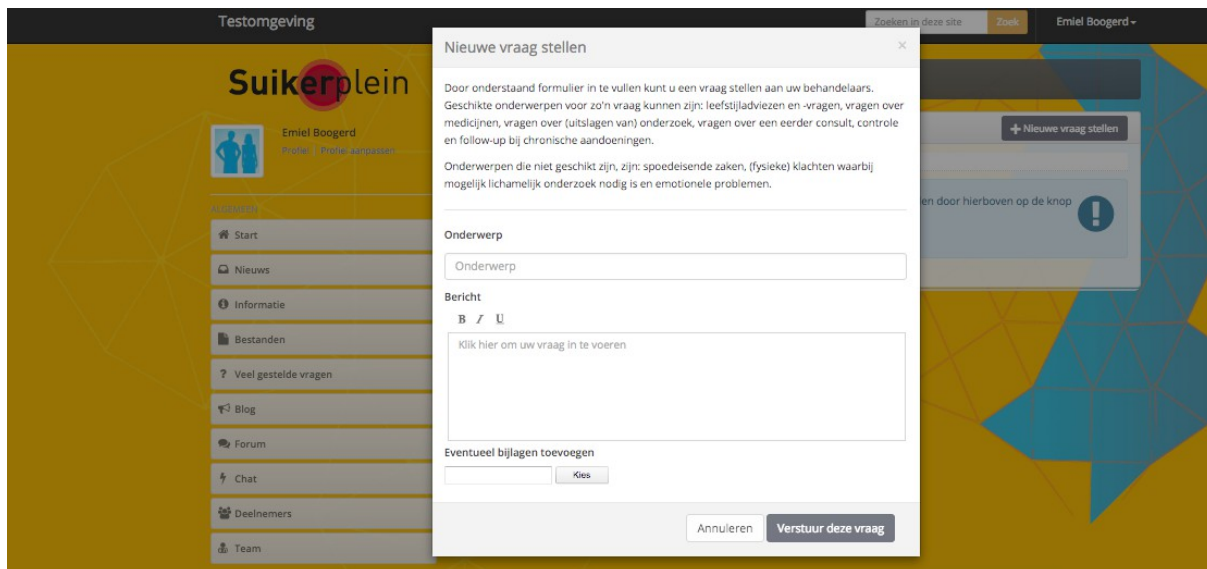 Testomgeving
Zoeken in deze site
Zoek
Emiel Boogerd
Suikerplein
Emiel Boogerd
Profiel | Profiel aanpassen
ALGEMEEN
Start
Nieuws
Informatie
Bestanden
? Veel gestelde vragen
Blog
Forum
Chat
Deelnemers
Team
Nieuwe vraag stellen
×
Door onderstaand formulier in te vullen kunt u een vraag stellen aan uw behandelaars.
Geschikte onderwerpen voor zo'n vraag kunnen zijn: leefstijladviezen en -vragen, vragen over
medicijnen, vragen over (uitslagen van) onderzoek, vragen over een eerder consult, controle
en follow-up bij chronische aandoeningen.
Onderwerpen die niet geschikt zijn, zijn: spoedeisende zaken, (fysieke) klachten waarbij
mogelijk lichamelijk onderzoek nodig is en emotionele problemen.
Onderwerp
Onderwerp
Bericht
B I U
Klik hier om uw vraag in te voeren
Eventueel bijlagen toevoegen
Kies
Annuleren
Verstuur deze vraag
+ Nieuwe vraag stellen
en door hierboven op de knop
!